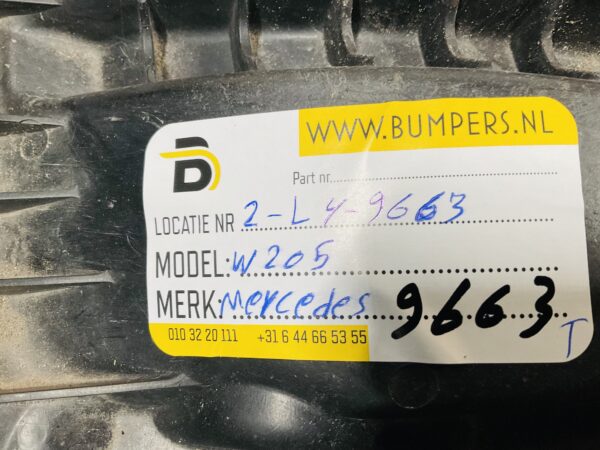 WWW.BUMPERS.NL
B
Part nr.
LOCATIE NR 2-L4-9663
MODEL: W205
MERK: Mercedes 9663
010 32 20 111 +31 6 44 66 53 55 T